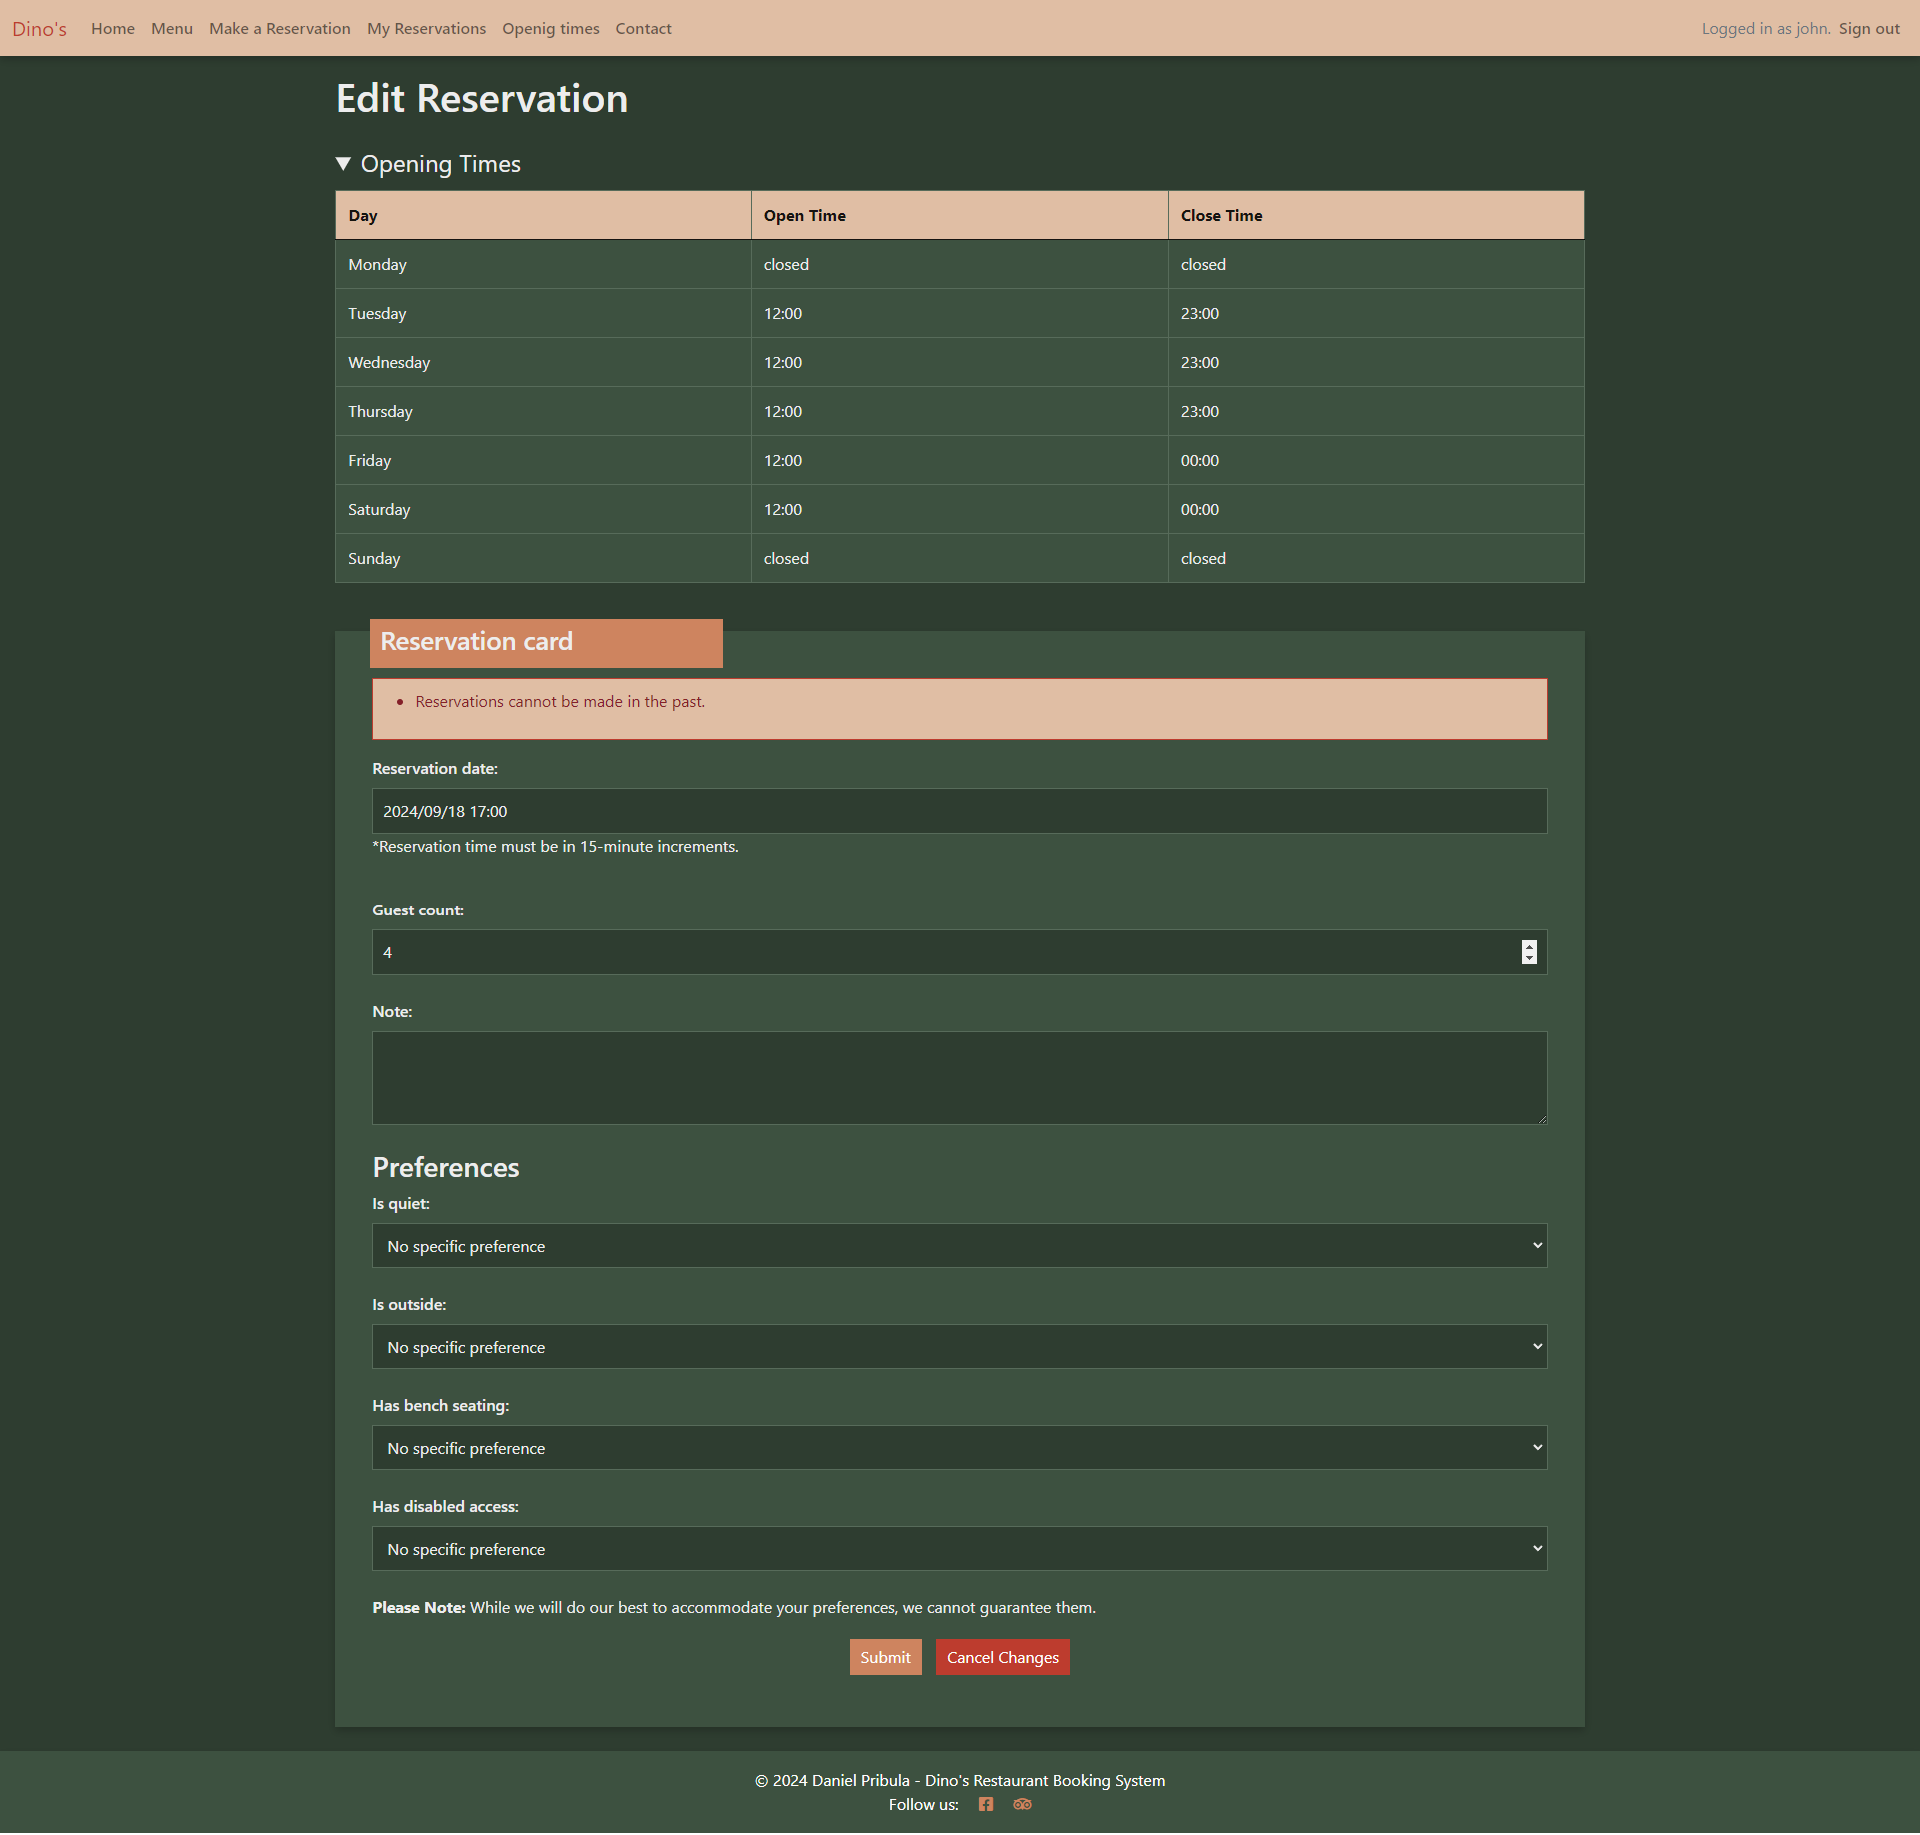 Dino's Home Menu Make a Reservation My Reservations Openig times Contact Logged in as john. Sign out
Edit Reservation
▼ Opening Times
Day Open Time Close Time
Monday closed closed
Tuesday 12:00 23:00
Wednesday 12:00 23:00
Thursday 12:00 23:00
Friday 12:00 00:00
Saturday 12:00 00:00
Sunday closed closed
Reservation card
• Reservations cannot be made in the past.
Reservation date:
2024/09/18 17:00
*Reservation time must be in 15-minute increments.
Guest count:
4
Note:
Preferences
Is quiet:
No specific preference
Is outside:
No specific preference
Has bench seating:
No specific preference
Has disabled access:
No specific preference
Please Note: While we will do our best to accommodate your preferences, we cannot guarantee them.
Submit Cancel Changes
© 2024 Daniel Pribula - Dino's Restaurant Booking System
Follow us: